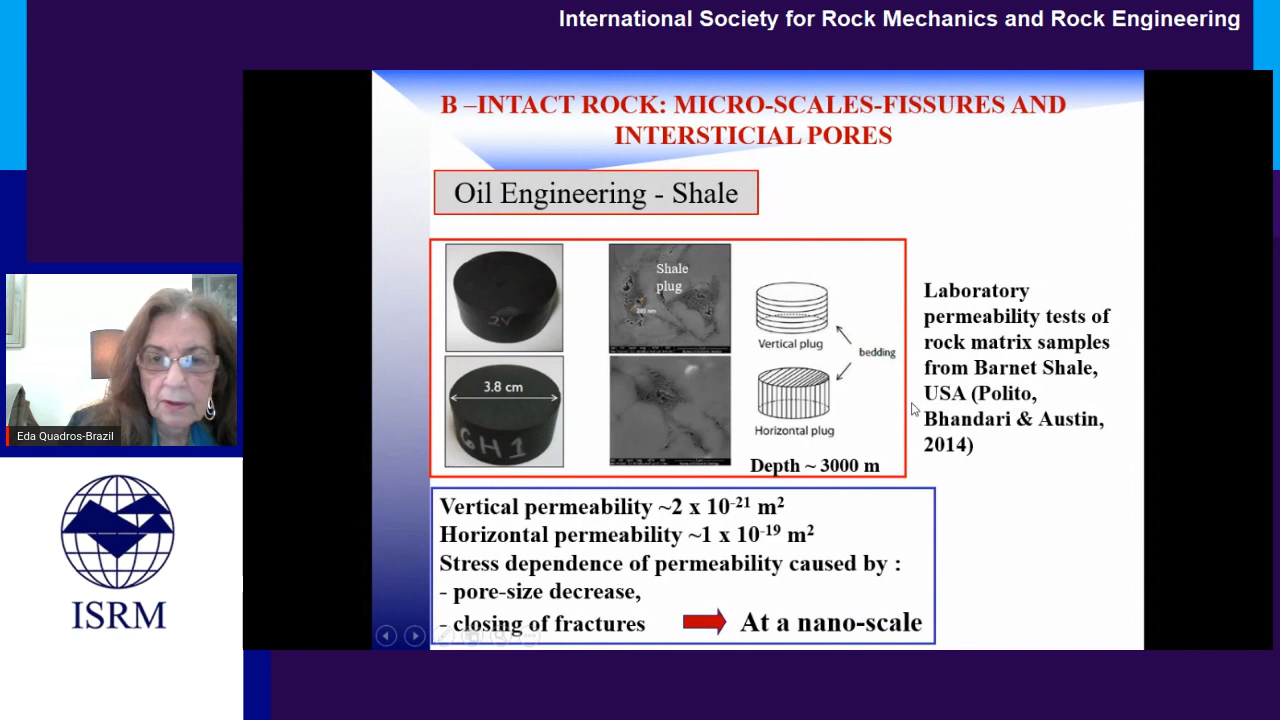 International Society for Rock Mechanics and Rock Engineering
B –INTACT ROCK: MICRO-SCALES-FISSURES AND
INTERSTICIAL PORES
Oil Engineering - Shale
2V
3.8 cm
6H1
Shale
plug
Vertical plug
bedding
Horizontal plug
Depth ~ 3000 m
Laboratory
permeability tests of
rock matrix samples
from Barnet Shale,
USA (Polito,
Bhandari & Austin,
2014)
Vertical permeability ~2 x 10-21 m2
Horizontal permeability ~1 x 10-19 m2
Stress dependence of permeability caused by :
- pore-size decrease,
- closing of fractures
At a nano-scale
Eda Quadros-Brazil
ISRM